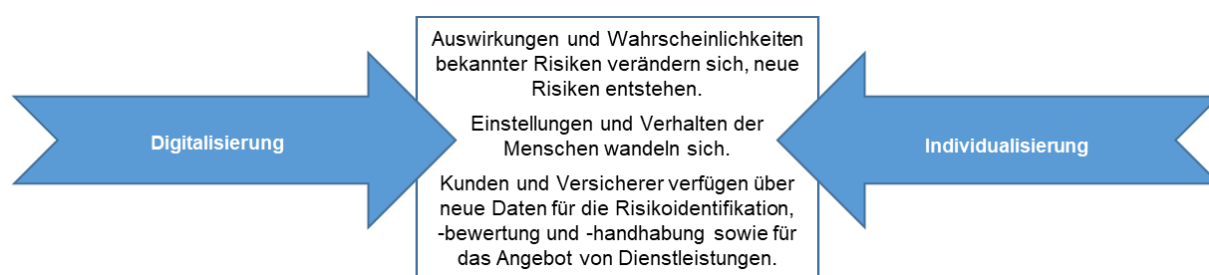 Digitalisierung
Auswirkungen und Wahrscheinlichkeiten
bekannter Risiken verändern sich, neue
Risiken entstehen.
Einstellungen und Verhalten der
Menschen wandeln sich.
Kunden und Versicherer verfügen über
neue Daten für die Risikoidentifikation,
-bewertung und -handhabung sowie für
das Angebot von Dienstleistungen.
Individualisierung